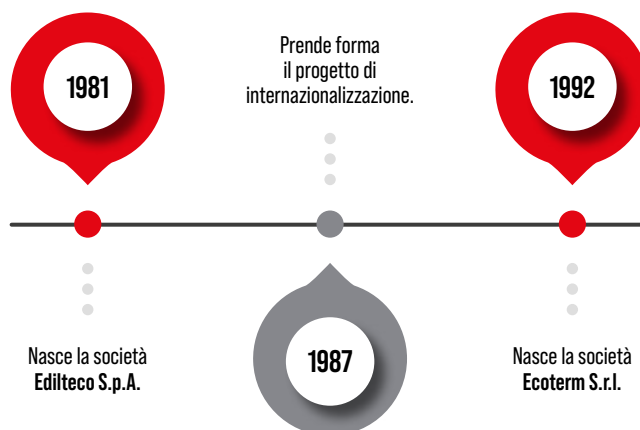 1981
Nasce la società
Edilteco S.p.A.
Prende forma
il progetto di
internazionalizzazione.
1987
1992
Nasce la società
Ecoterm S.r.l.